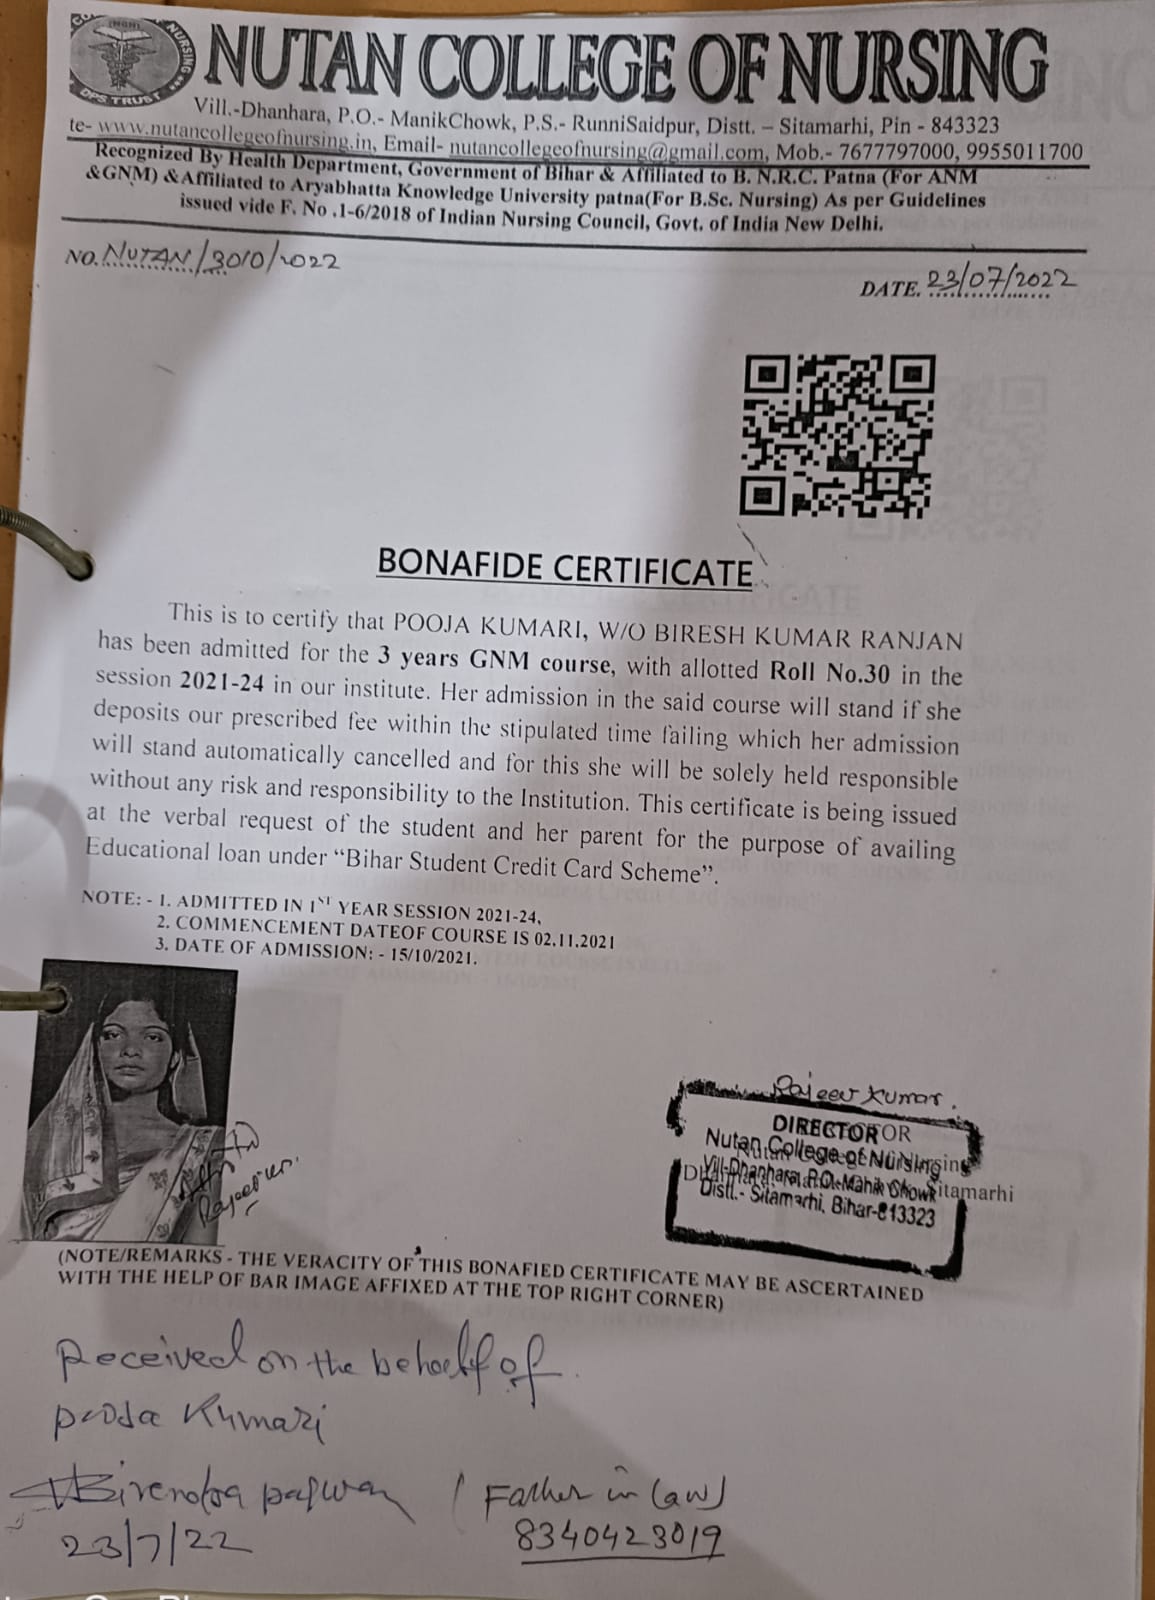 NURSING
DPS TRUST
NUTAN COLLEGE OF NURSING
Vill.-Dhanhara, P.O.- ManikChowk, P.S.- RunniSaidpur, Distt. – Sitamarhi, Pin - 843323
te- www.nutancollegeofnursing.in, Email- nutancollegeofnursing@gmail.com, Mob.- 7677797000, 9955011700
Recognized By Health Department, Government of Bihar & Affiliated to B. N.R.C. Patna (For ANM
&GNM) &Affiliated to Aryabhatta Knowledge University patna(For B.Sc. Nursing) As per Guidelines
issued vide F. No .1-6/2018 of Indian Nursing Council, Govt. of India New Delhi.
NO. NUTAN/3010/2022
DATE. 23/07/2022
BONAFIDE CERTIFICATE
This is to certify that POOJA KUMARI, W/O BIRESH KUMAR RANJAN
has been admitted for the 3 years GNM course, with allotted Roll No.30 in the
session 2021-24 in our institute. Her admission in the said course will stand if she
deposits our prescribed fee within the stipulated time failing which her admission
will stand automatically cancelled and for this she will be solely held responsible
without any risk and responsibility to the Institution. This certificate is being issued
at the verbal request of the student and her parent for the purpose of availing
Educational loan under “Bihar Student Credit Card Scheme”.
NOTE: - 1. ADMITTED IN 1ST YEAR SESSION 2021-24.
2. COMMENCEMENT DATEOF COURSE IS 02.11.2021
3. DATE OF ADMISSION: - 15/10/2021.
Rajeev Kumar.
DIRECTOR
Nutan College of Nursing
Vill-Dhanhara, P.O.-Manik Chowk
Distt.- Sitamarhi, Bihar-813323
Sitamarhi
(NOTE/REMARKS - THE VERACITY OF THIS BONAFIED CERTIFICATE MAY BE ASCERTAINED
WITH THE HELP OF BAR IMAGE AFFIXED AT THE TOP RIGHT CORNER)
Received on the behalf of
Pooja Kumari
Birendra paswan (Father in law)
23/7/22
8340423019